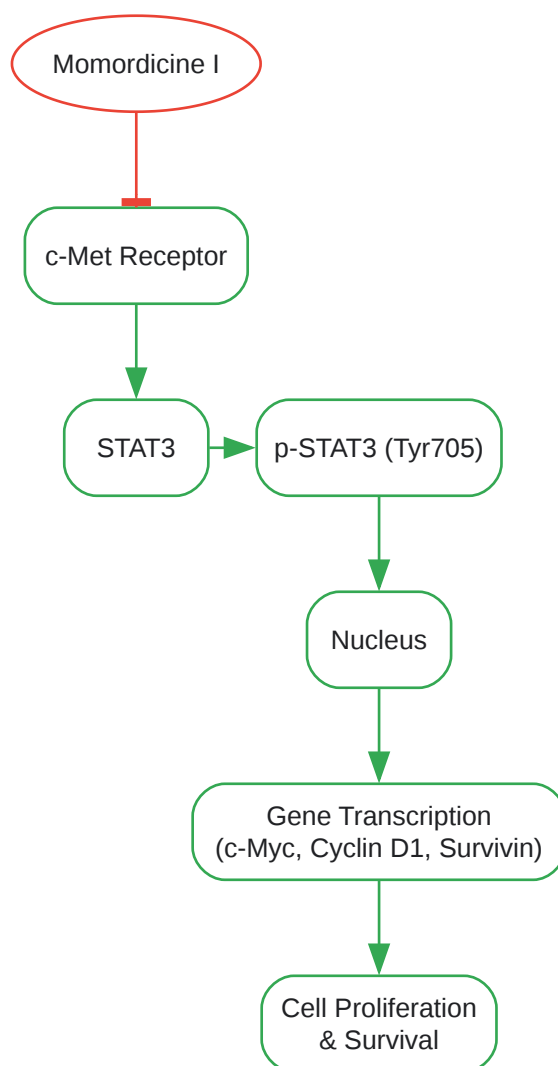 Momordicine I
c-Met Receptor
STAT3
p-STAT3 (Tyr705)
Nucleus
Gene Transcription
(c-Myc, Cyclin D1, Survivin)
Cell Proliferation
& Survival